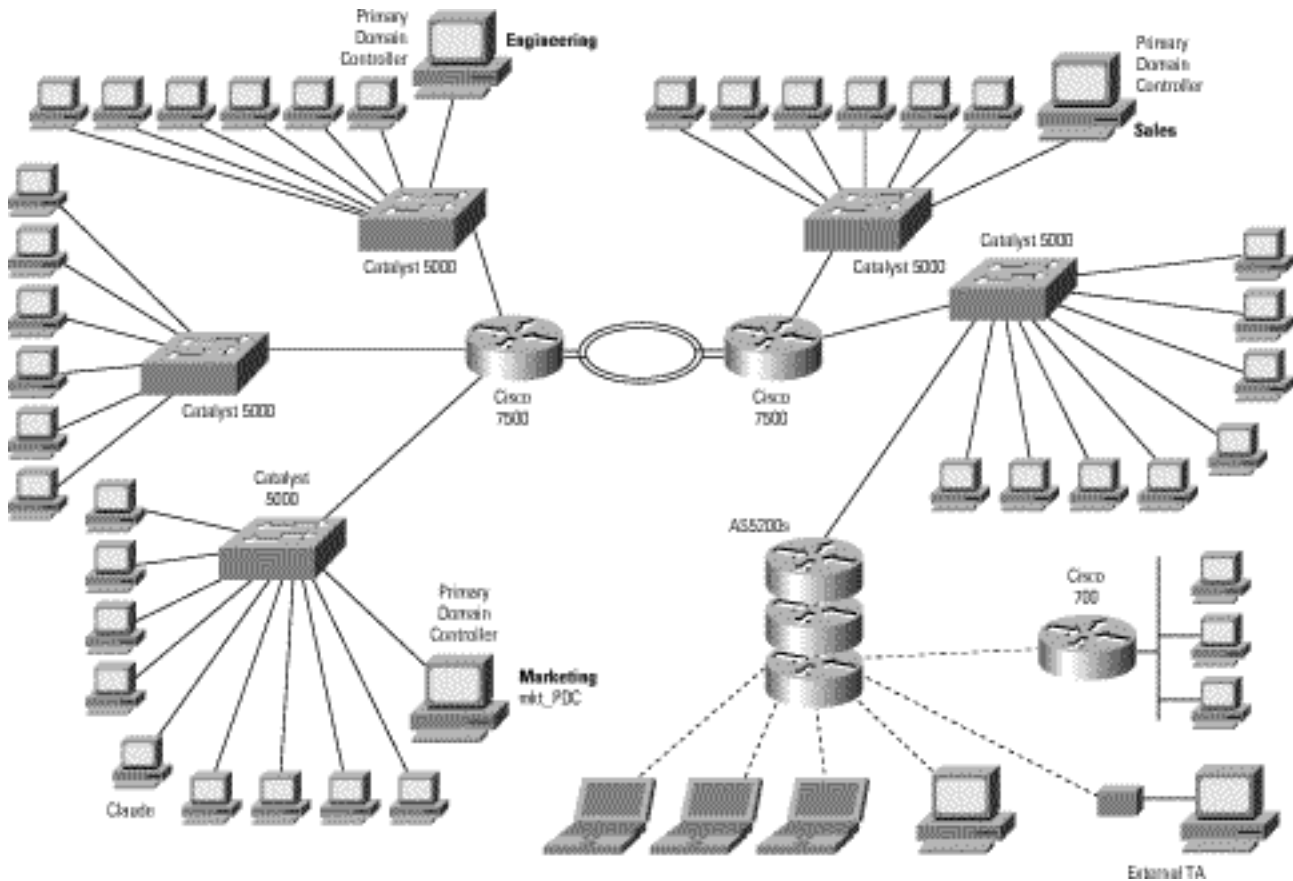 Primary
Domain
Controller
Engineering
Primary
Domain
Controller
Sales
Catalyst 5000
Catalyst 5000
Catalyst 5000
Catalyst 5000
Cisco
7500
Cisco
7500
Catalyst
5000
AS5200s
Cisco
700
Primary
Domain
Controller
Marketing
mkt_PDC
Claude
External TA